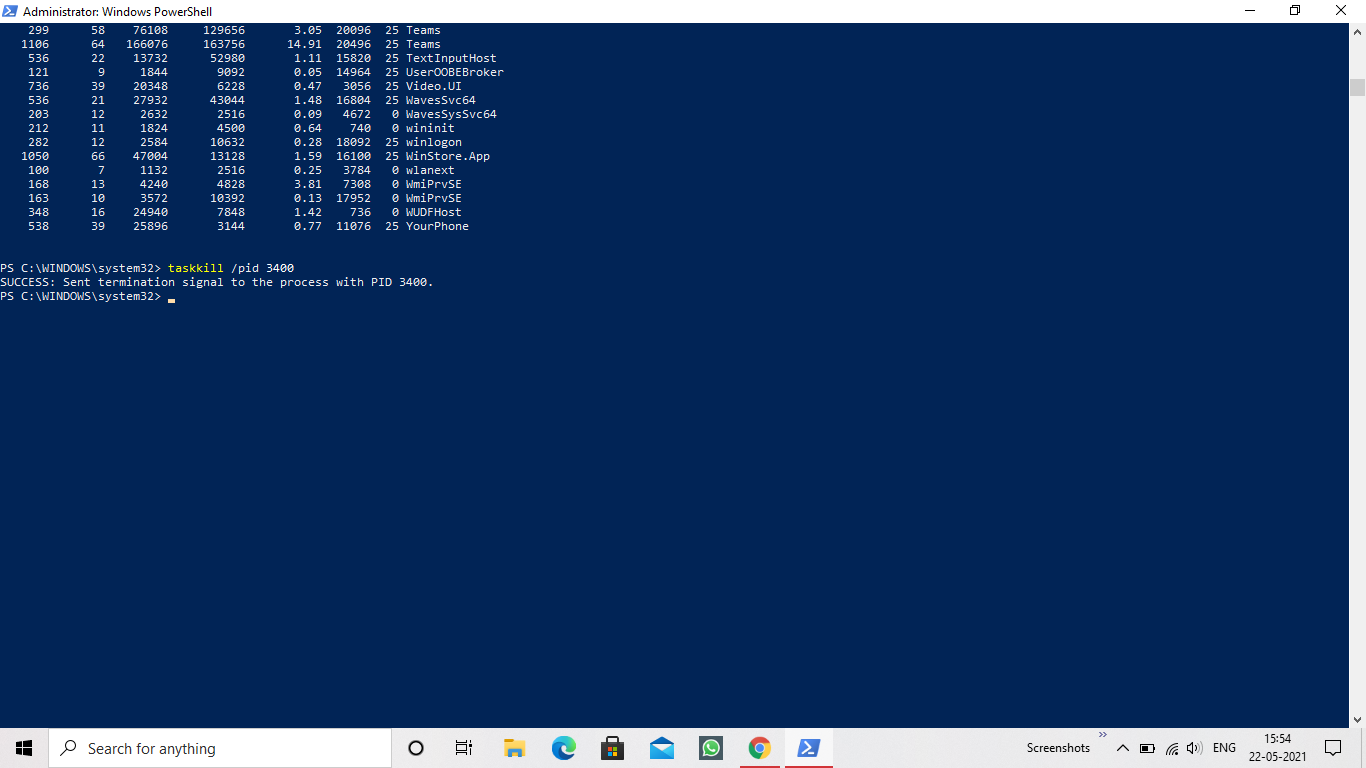 Administrator: Windows PowerShell
299 58 76108 129656 3.05 20096 25 Teams
1106 64 166076 163756 14.91 20496 25 Teams
536 22 13732 52980 1.11 15820 25 TextInputHost
121 9 1844 9092 0.05 14964 25 UserOOBEBroker
736 39 20348 6228 0.47 3056 25 Video.UI
536 21 27932 43044 1.48 16804 25 WavesSvc64
203 12 2632 2516 0.09 4672 0 WavesSysSvc64
212 11 1824 4500 0.64 740 0 wininit
282 12 2584 10632 0.28 18092 25 winlogon
1050 66 47004 13128 1.59 16100 25 WinStore.App
100 7 1132 2516 0.25 3784 0 wlanext
168 13 4240 4828 3.81 7308 0 WmiPrvSE
163 10 3572 10392 0.13 17952 0 WmiPrvSE
348 16 24940 7848 1.42 736 0 WUDFHost
538 39 25896 3144 0.77 11076 25 YourPhone
PS C:\WINDOWS\system32> taskkill /pid 3400
SUCCESS: Sent termination signal to the process with PID 3400.
PS C:\WINDOWS\system32>
Search for anything
Screenshots
ENG
15:54
22-05-2021